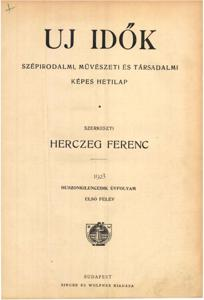 UJ IDŐK
SZÉPIRODALMI, MŰVÉSZETI ÉS TÁRSADALMI
KÉPES HETILAP
SZERKESZTI
HERCZEG FERENC
1923
HUSZONKILENCEDIK ÉVFOLYAM
ELSŐ FÉLÉV
BUDAPEST
SINGER ÉS WOLFNER KIADÁSA